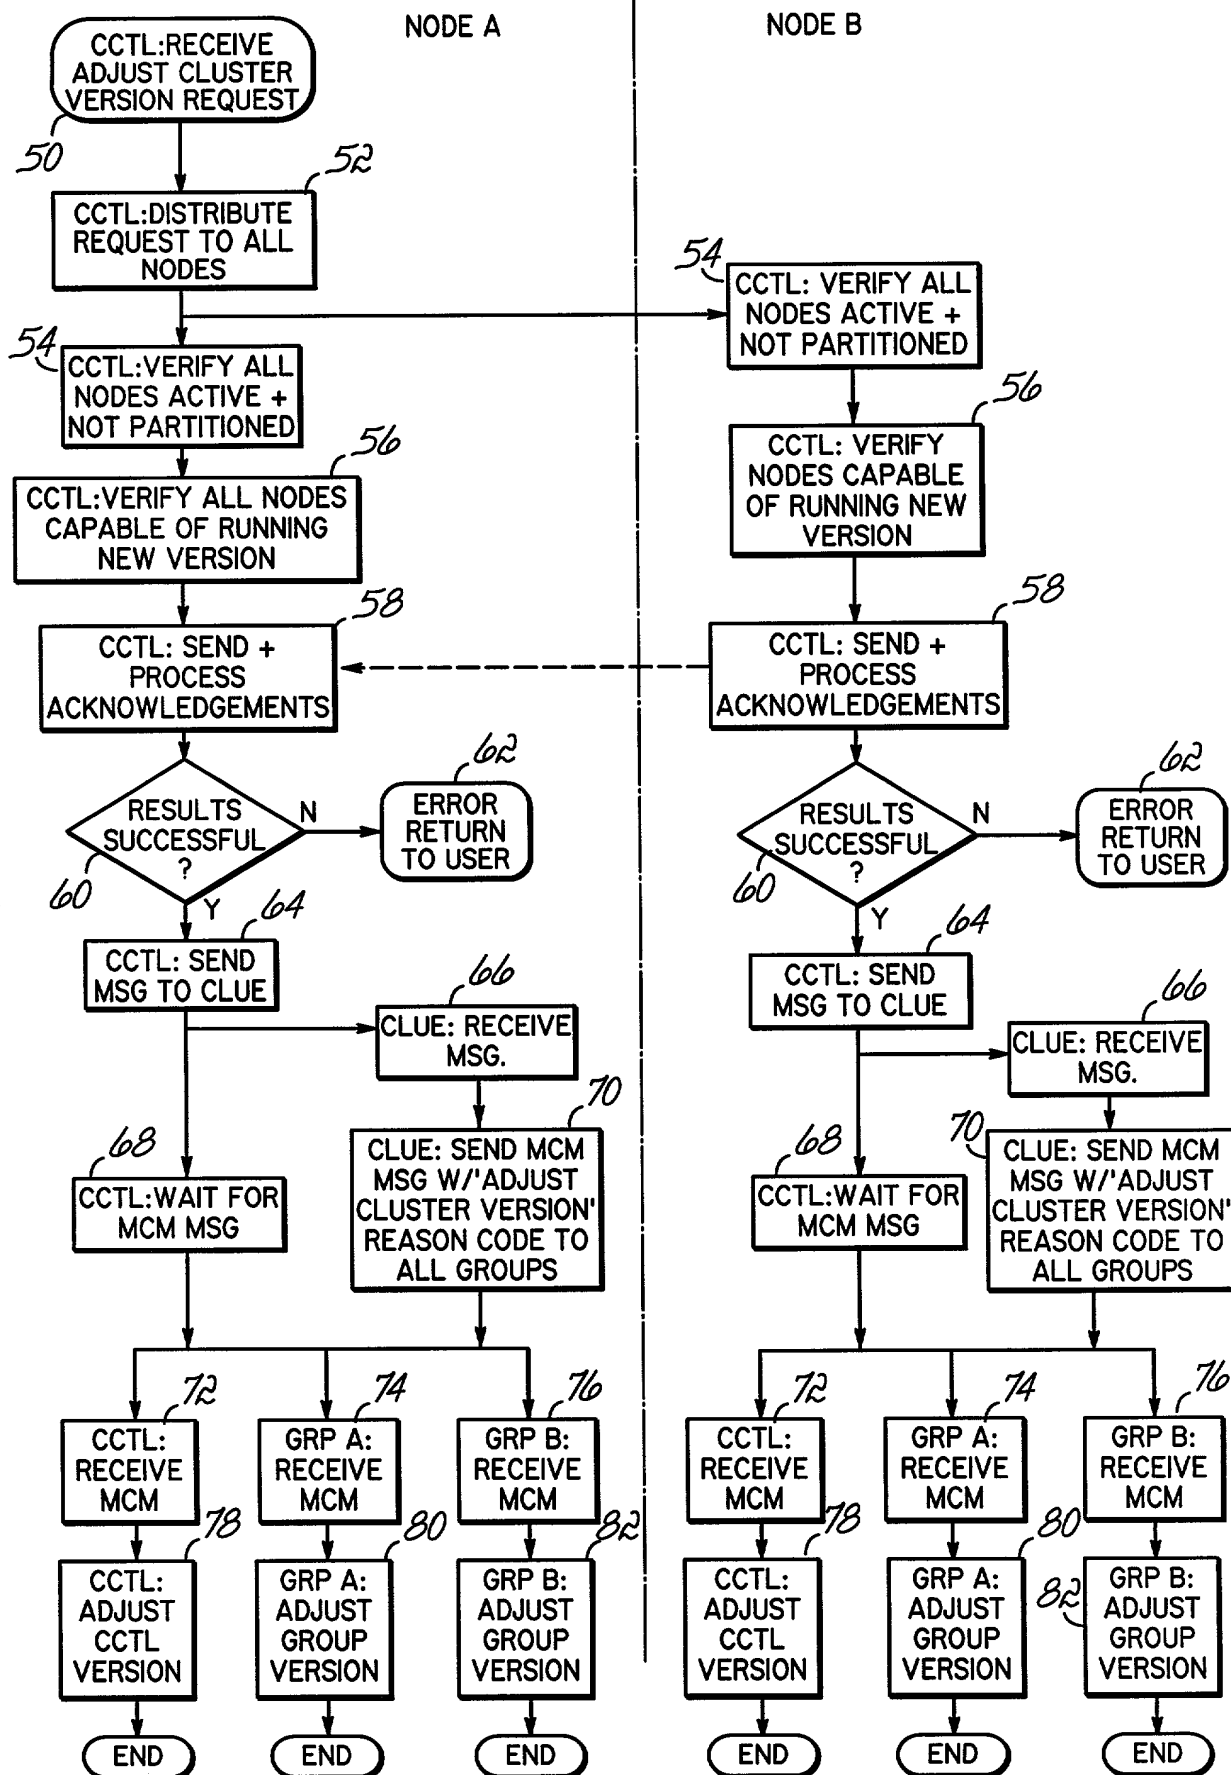 NODE A
NODE B
CCTL:RECEIVE
ADJUST CLUSTER
VERSION REQUEST
50
52
CCTL:DISTRIBUTE
REQUEST TO ALL
NODES
54
CCTL:VERIFY ALL
NODES ACTIVE +
NOT PARTITIONED
56
CCTL:VERIFY ALL NODES
CAPABLE OF RUNNING
NEW VERSION
58
CCTL: SEND +
PROCESS
ACKNOWLEDGEMENTS
RESULTS
SUCCESSFUL
?
60
N
Y
62
ERROR
RETURN
TO USER
64
CCTL: SEND
MSG TO CLUE
66
CLUE: RECEIVE
MSG.
68
CCTL:WAIT FOR
MCM MSG
70
CLUE: SEND MCM
MSG W/'ADJUST
CLUSTER VERSION'
REASON CODE TO
ALL GROUPS
72
CCTL:
RECEIVE
MCM
74
GRP A:
RECEIVE
MCM
76
GRP B:
RECEIVE
MCM
78
CCTL:
ADJUST
CCTL
VERSION
80
GRP A:
ADJUST
GROUP
VERSION
82
GRP B:
ADJUST
GROUP
VERSION
END
END
END
54
CCTL: VERIFY ALL
NODES ACTIVE +
NOT PARTITIONED
56
CCTL: VERIFY
NODES CAPABLE
OF RUNNING NEW
VERSION
58
CCTL: SEND +
PROCESS
ACKNOWLEDGEMENTS
RESULTS
SUCCESSFUL
?
60
N
Y
62
ERROR
RETURN
TO USER
64
CCTL: SEND
MSG TO CLUE
66
CLUE: RECEIVE
MSG.
68
CCTL:WAIT FOR
MCM MSG
70
CLUE: SEND MCM
MSG W/'ADJUST
CLUSTER VERSION'
REASON CODE TO
ALL GROUPS
72
CCTL:
RECEIVE
MCM
74
GRP A:
RECEIVE
MCM
76
GRP B:
RECEIVE
MCM
78
CCTL:
ADJUST
CCTL
VERSION
80
GRP A:
ADJUST
GROUP
VERSION
82
GRP B:
ADJUST
GROUP
VERSION
END
END
END